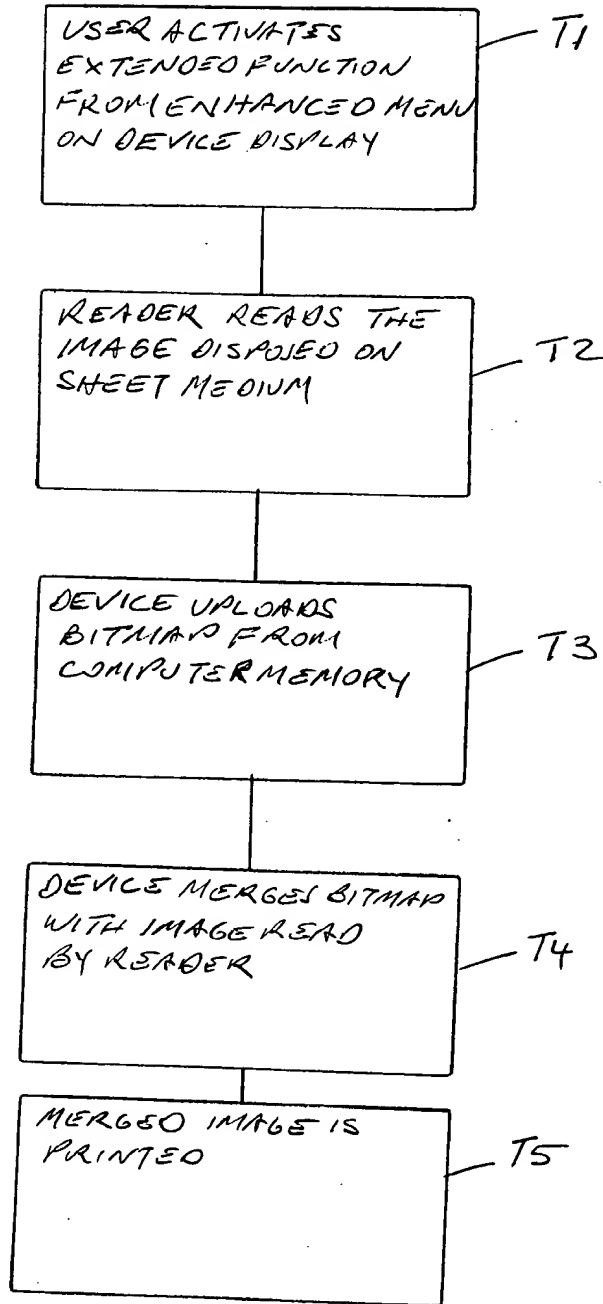 USER ACTIVATES
EXTENDED FUNCTION
FROM ENHANCED MENU
ON DEVICE DISPLAY
T1
READER READS THE
IMAGE DISPOSED ON
SHEET MEDIUM
T2
DEVICE UPLOADS
BITMAP FROM
COMPUTER MEMORY
T3
DEVICE MERGES BITMAP
WITH IMAGE READ
BY READER
T4
MERGED IMAGE IS
PRINTED
T5